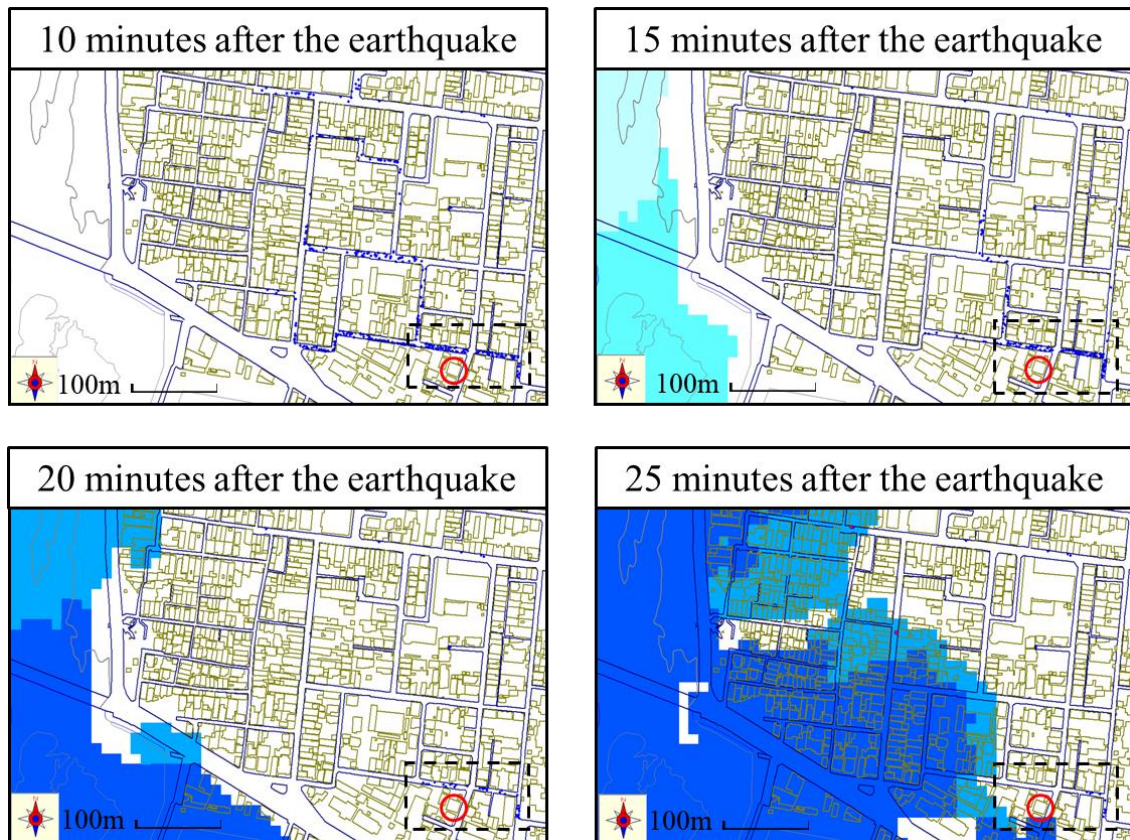 10 minutes after the earthquake
15 minutes after the earthquake
N
100m
N
100m
20 minutes after the earthquake
25 minutes after the earthquake
N
100m
N
100m